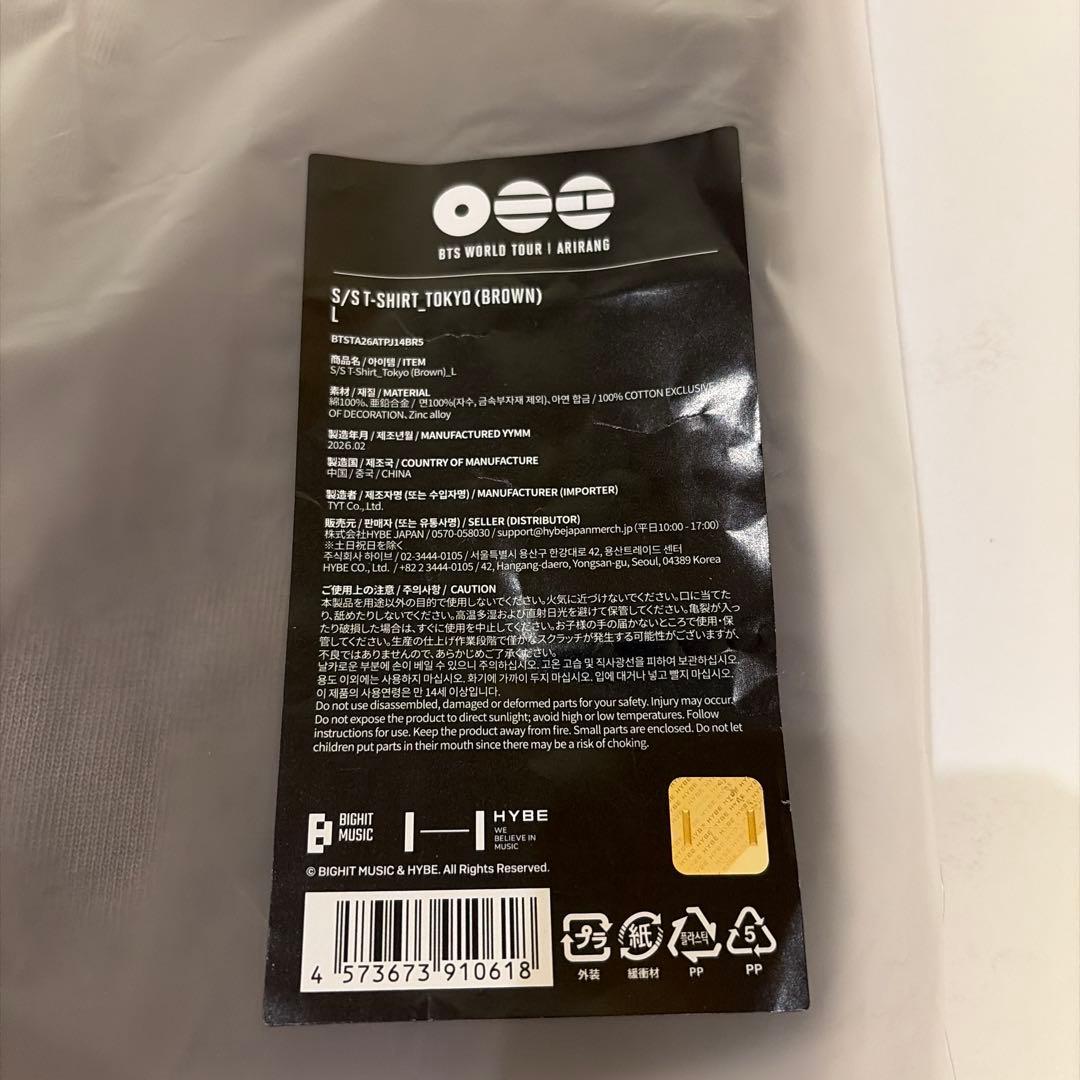 BTS WORLD TOUR | ARIRANG
S/S T-SHIRT_TOKYO (BROWN)
L
BTSTA26ATPJ14BR5
商品名 / 아이템 / ITEM
S/S T-Shirt_Tokyo (Brown)_L
素材 / 재질 / MATERIAL
綿100%、亜鉛合金 / 면100%(자수, 금속부자재 제외), 아연 합금 / 100% COTTON EXCLUSIVE
OF DECORATION, Zinc alloy
製造年月 / 제조년월 / MANUFACTURED YYMM
2026.02
製造国 / 제조국 / COUNTRY OF MANUFACTURE
中国 / 중국 / CHINA
製造者 / 제조자명 (또는 수입자명) / MANUFACTURER (IMPORTER)
TYT Co., Ltd.
販売元 / 판매자 (또는 유통사명) / SELLER (DISTRIBUTOR)
株式会社HYBE JAPAN / 0570-058030 / support@hybejapanmerch.jp (平日10:00 - 17:00)
※土日祝日を除く
주식회사 하이브 / 02-3444-0105 / 서울특별시 용산구 한강대로 42, 용산트레이드 센터
HYBE CO., Ltd. / +82 2 3444-0105 / 42, Hangang-daero, Yongsan-gu, Seoul, 04389 Korea
ご使用上の注意 / 주의사항 / CAUTION
本製品を用途以外の目的で使用しないでください。火気に近づけないでください。口に当てた
り、舐めたりしないでください。高温多湿および直射日光を避けて保管してください。亀裂が入っ
たり破損した場合は、すぐに使用を中止してください。お子様の手の届かないところで使用・保
管してください。生産の仕上げ作業段階で僅かなスクラッチが発生する可能性がございますが、
不良ではありませんので、あらかじめご了承ください。
날카로운 부분에 손이 베일 수 있으니 주의하십시오. 고온 고습 및 직사광선을 피하여 보관하십시오.
용도 이외에는 사용하지 마십시오. 화기에 가까이 두지 마십시오. 입에 대거나 넣고 빨지 마십시오.
이 제품의 사용연령은 만 14세 이상입니다.
Do not use disassembled, damaged or deformed parts for your safety. Injury may occur.
Do not expose the product to direct sunlight; avoid high or low temperatures. Follow
instructions for use. Keep the product away from fire. Small parts are enclosed. Do not let
children put parts in their mouth since there may be a risk of choking.
BIGHIT
MUSIC
HYBE
WE
BELIEVE IN
MUSIC
© BIGHIT MUSIC & HYBE. All Rights Reserved.
4 573673 910618
プラ
外装
紙
緩衝材
플라스틱
PP
5
PP